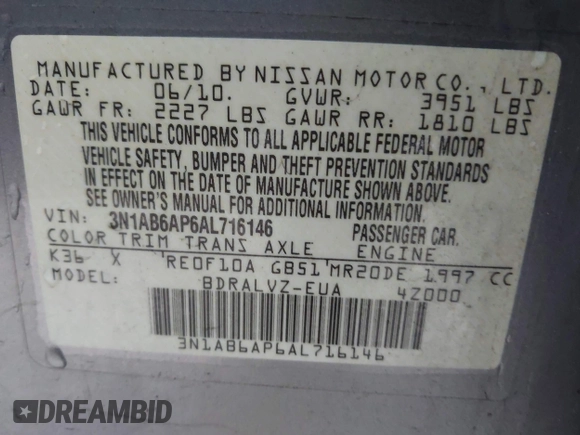 MANUFACTURED BY NISSAN MOTOR CO., LTD.
DATE: 06/10. GVWR: 3951 LBS
GAWR FR: 2227 LBS GAWR RR: 1810 LBS
THIS VEHICLE CONFORMS TO ALL APPLICABLE FEDERAL MOTOR
VEHICLE SAFETY, BUMPER AND THEFT PREVENTION STANDARDS
IN EFFECT ON THE DATE OF MANUFACTURE SHOWN ABOVE.
SEE OWNER'S MANUAL FOR ADDITIONAL INFORMATION.
VIN: 3N1AB6AP6AL716146 PASSENGER CAR.
COLOR TRIM TRANS AXLE ENGINE
K36 X RE0F10A GB51 MR20DE 1997 CC
BDRALVZ-EUA 4Z000
3N1AB6AP6AL716146
DREAMBID